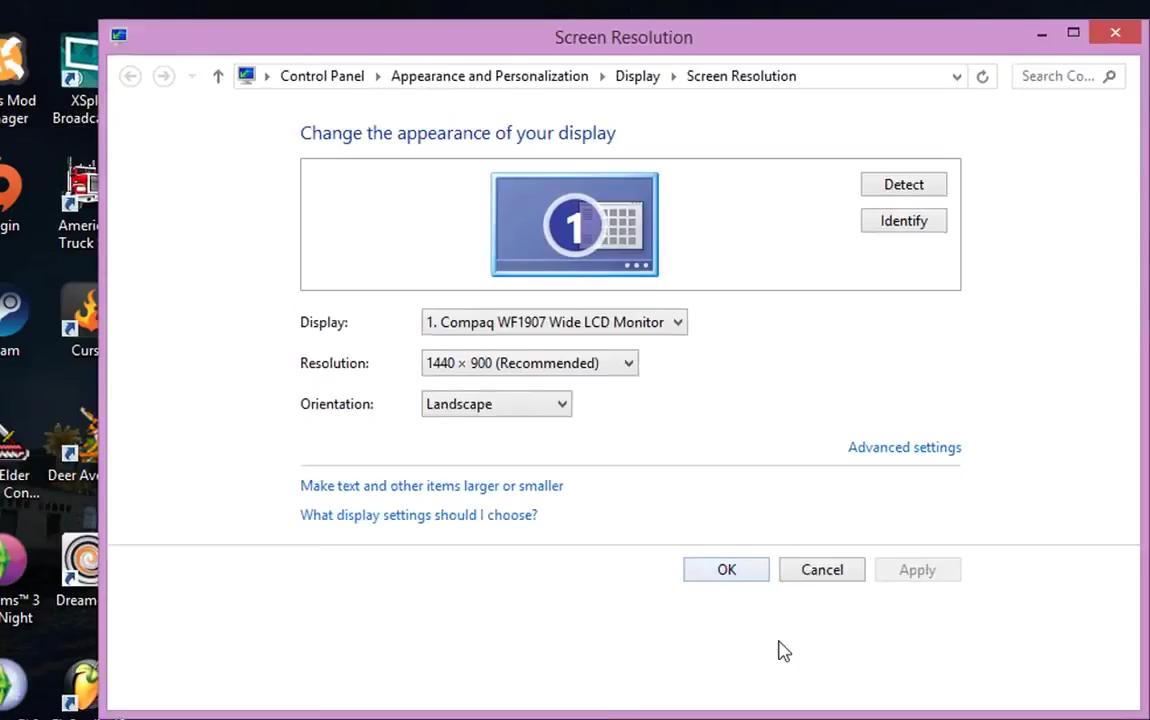 Screen Resolution
Control Panel
Appearance and Personalization
Display
Screen Resolution
Search Co...
Change the appearance of your display
1
Detect
Identify
Display:
1. Compaq WF1907 Wide LCD Monitor
Resolution:
1440 × 900 (Recommended)
Orientation:
Landscape
Advanced settings
Make text and other items larger or smaller
What display settings should I choose?
OK
Cancel
Apply
s Mod
ager
XSpl
Broadca
gin
Ameri
Truck
am
Curs
Elder
Con...
Deer Ave
ms™ 3
Night
Dream